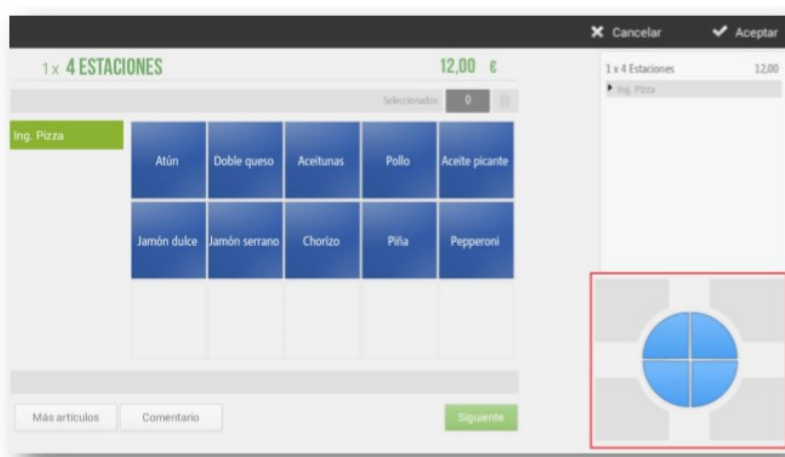 Cancelar
Aceptar
1 x 4 ESTACIONES
12,00 €
1 x 4 Estaciones
12,00
Ing. Pizza
Seleccionados
0
Ing. Pizza
Atún
Doble queso
Aceitunas
Pollo
Aceite picante
Jamón dulce
Jamón serrano
Chorizo
Piña
Pepperoni
Más artículos
Comentario
Siguiente